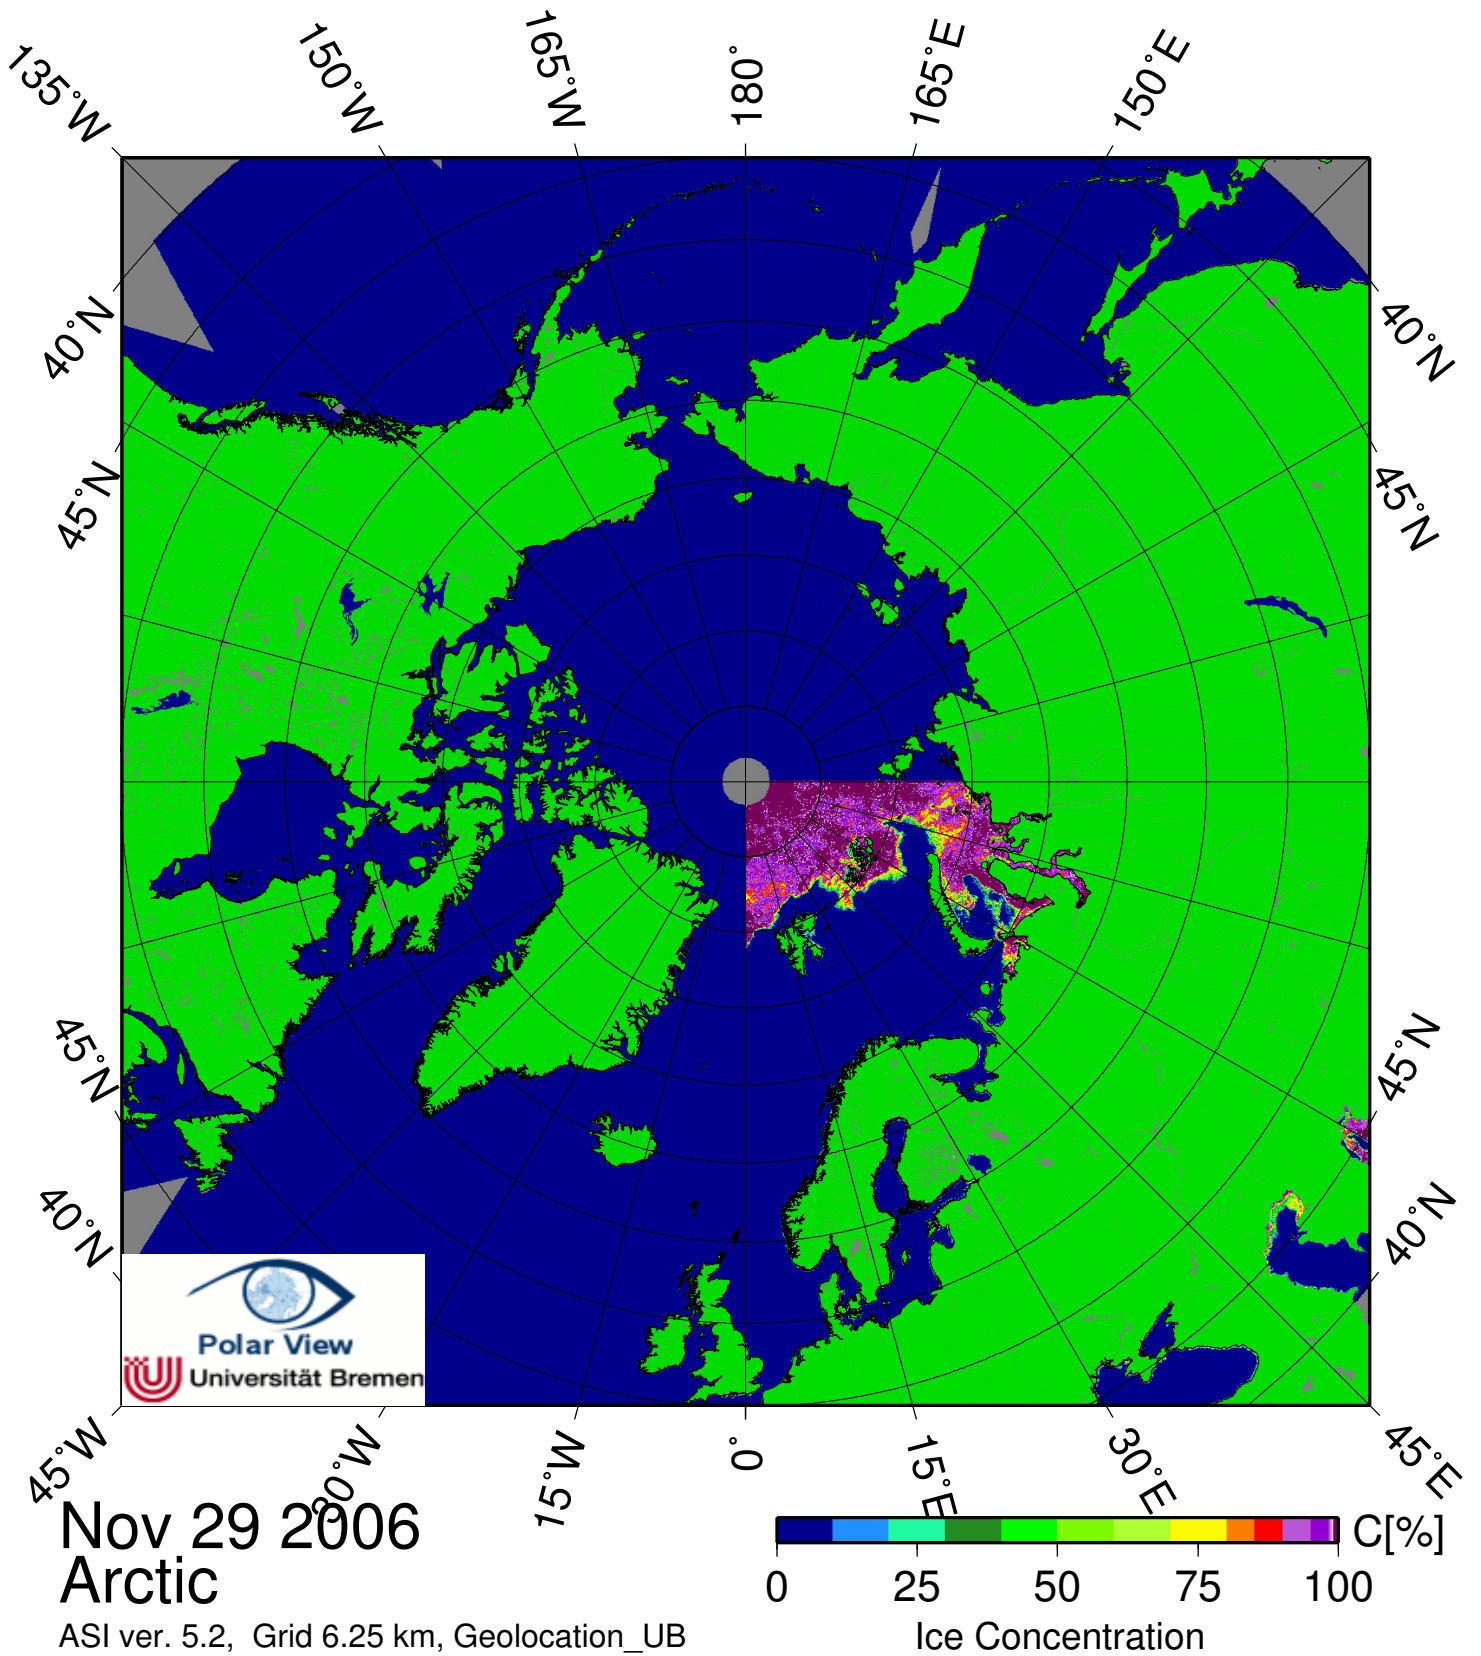 135°W
150°W
165°W
180°
165°E
150°E
40°N
40°N
45°N
45°N
45°N
45°N
40°N
40°N
Polar View
Universität Bremen
45°W
30°W
15°W
0°
15°E
30°E
45°E
Nov 29 2006
Arctic
ASI ver. 5.2, Grid 6.25 km, Geolocation_UB
C[%]
0 25 50 75 100
Ice Concentration